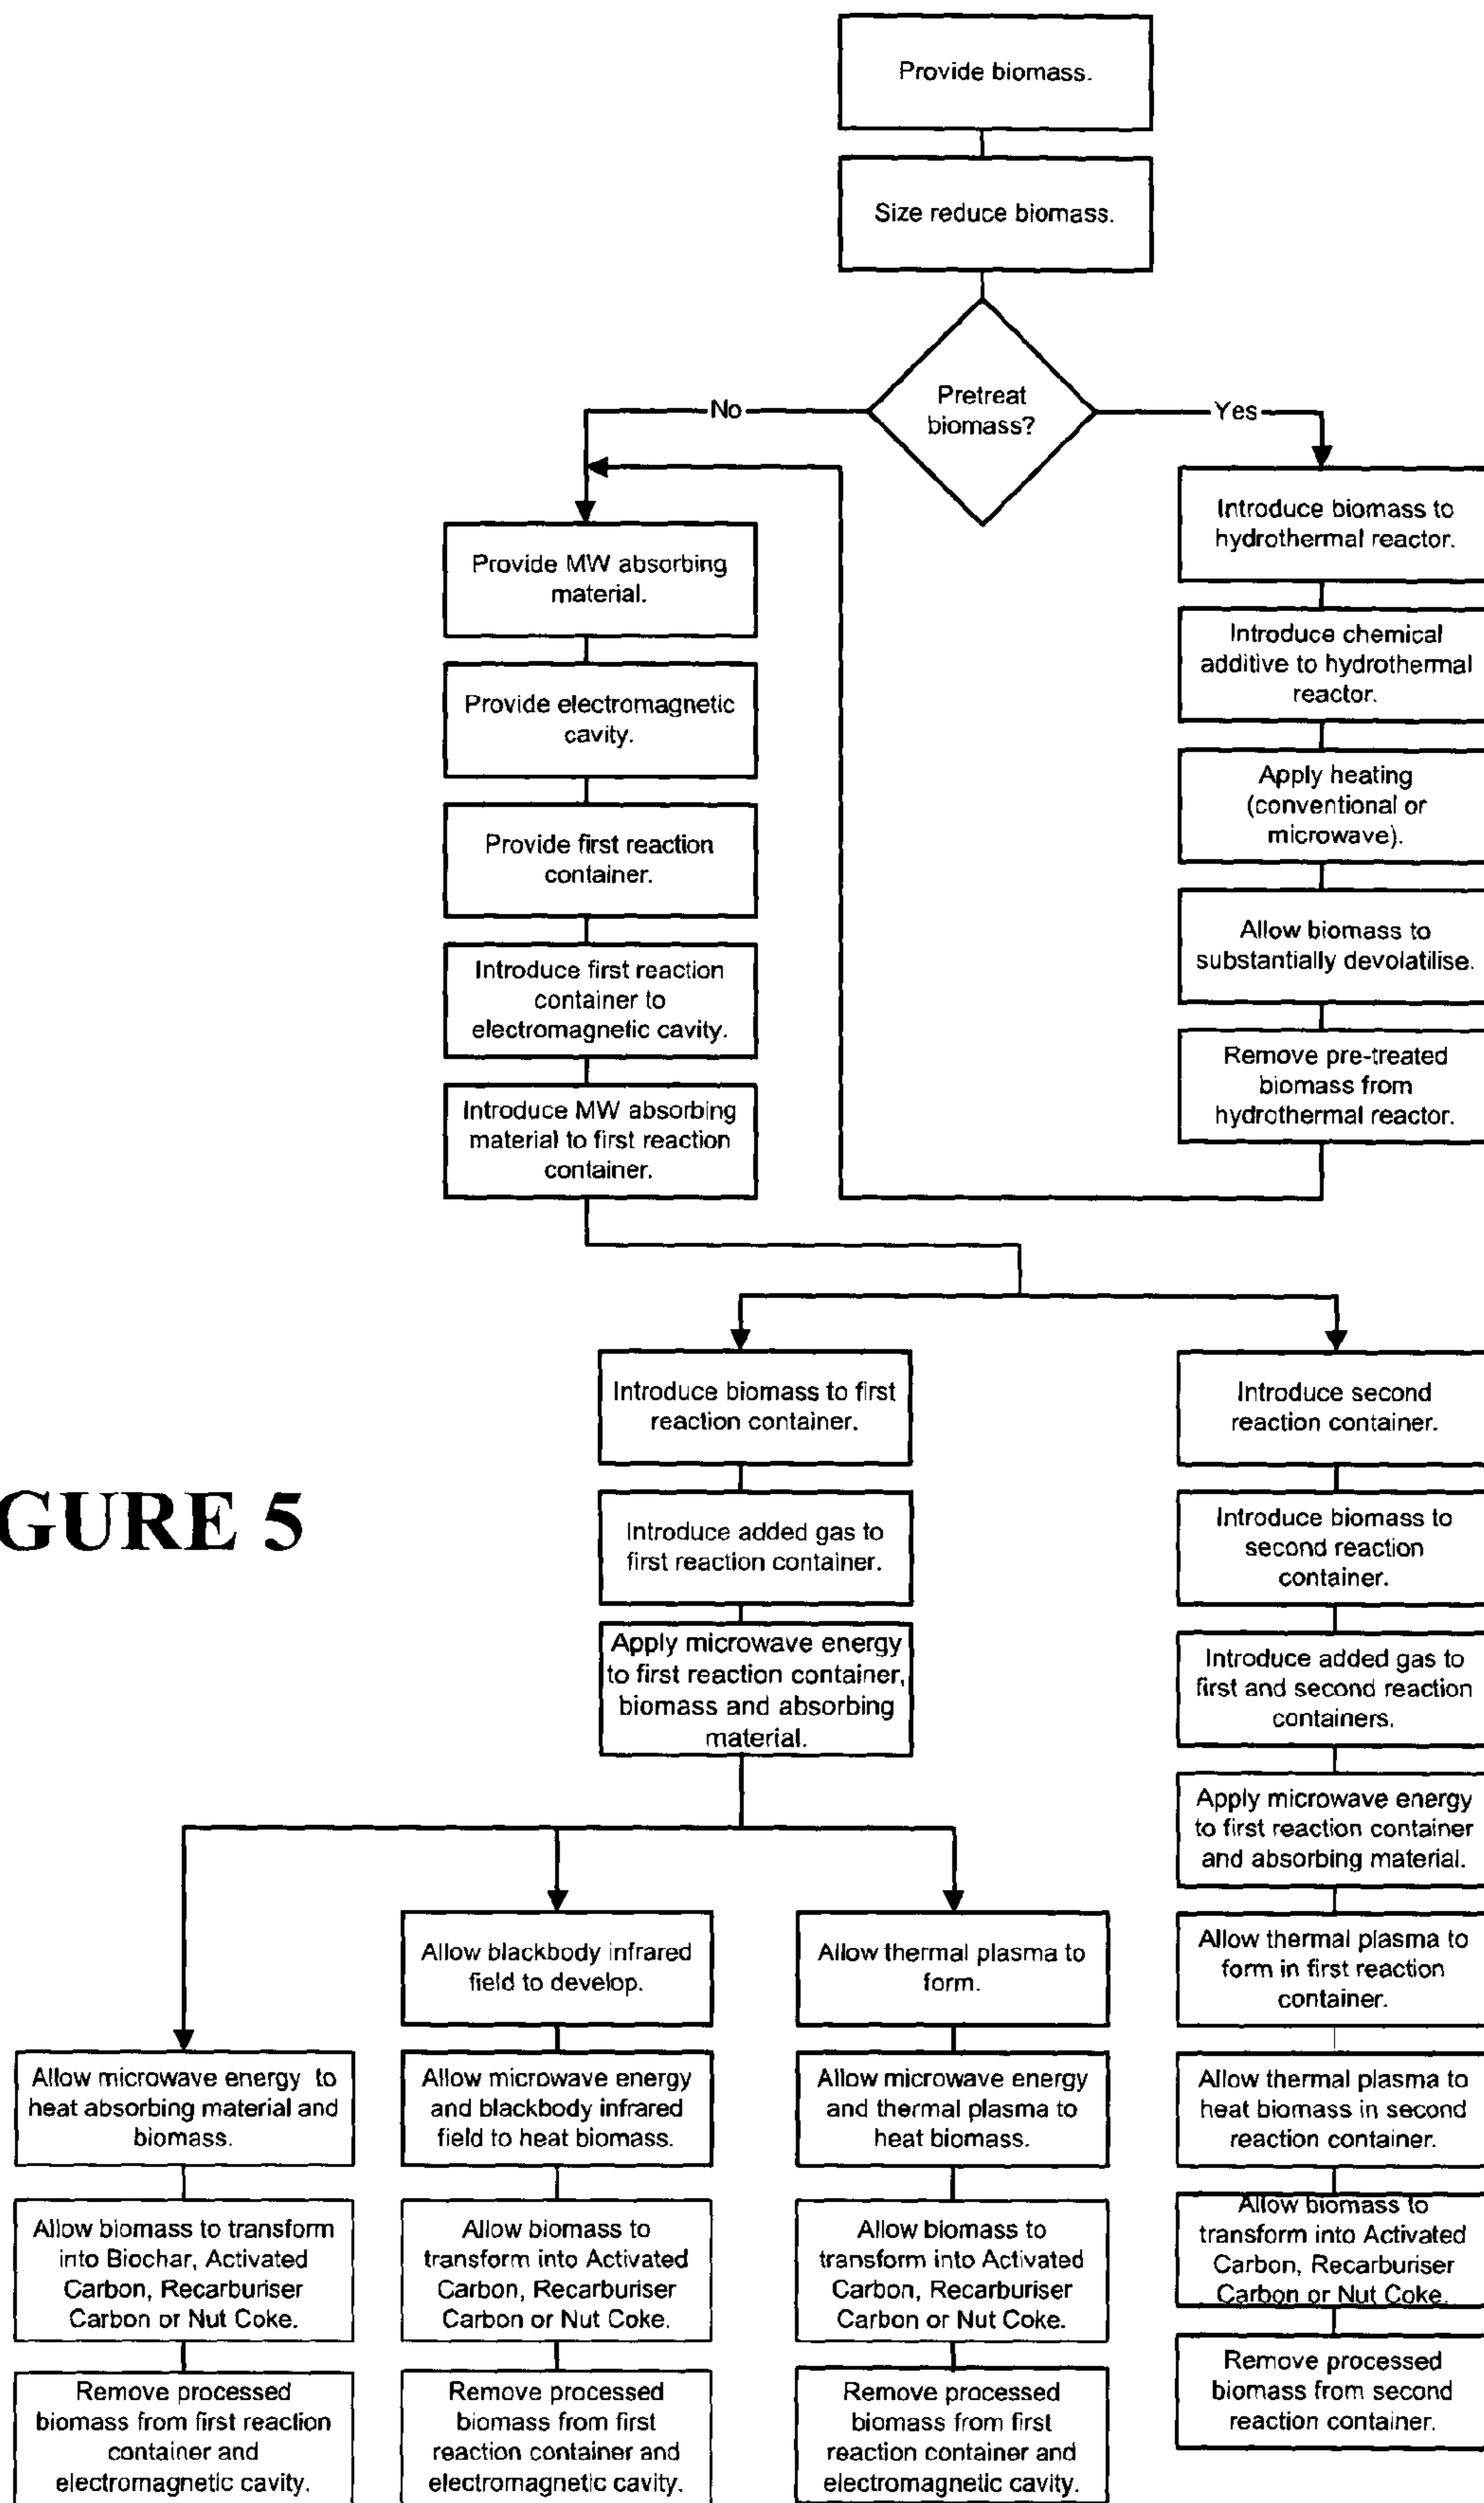 Provide biomass.
Size reduce biomass.
Pretreat
biomass?
No
Yes
Provide MW absorbing
material.
Provide electromagnetic
cavity.
Provide first reaction
container.
Introduce first reaction
container to
electromagnetic cavity.
Introduce MW absorbing
material to first reaction
container.
Introduce biomass to
hydrothermal reactor.
Introduce chemical
additive to hydrothermal
reactor.
Apply heating
(conventional or
microwave).
Allow biomass to
substantially devolatilise.
Remove pre-treated
biomass from
hydrothermal reactor.
Introduce biomass to first
reaction container.
Introduce added gas to
first reaction container.
Apply microwave energy
to first reaction container,
biomass and absorbing
material.
GURE 5
Allow microwave energy to
heat absorbing material and
biomass.
Allow biomass to transform
into Biochar, Activated
Carbon, Recarburiser
Carbon or Nut Coke.
Remove processed
biomass from first reaction
container and
electromagnetic cavity.
Allow blackbody infrared
field to develop.
Allow microwave energy
and blackbody infrared
field to heat biomass.
Allow biomass to
transform into Activated
Carbon, Recarburiser
Carbon or Nut Coke.
Remove processed
biomass from first
reaction container and
electromagnetic cavity.
Allow thermal plasma to
form.
Allow microwave energy
and thermal plasma to
heat biomass.
Allow biomass to
transform into Activated
Carbon, Recarburiser
Carbon or Nut Coke.
Remove processed
biomass from first
reaction container and
electromagnetic cavity.
Introduce second
reaction container.
Introduce biomass to
second reaction
container.
Introduce added gas to
first and second reaction
containers.
Apply microwave energy
to first reaction container
and absorbing material.
Allow thermal plasma to
form in first reaction
container.
Allow thermal plasma to
heat biomass in second
reaction container.
Allow biomass to
transform into Activated
Carbon, Recarburiser
Carbon or Nut Coke.
Remove processed
biomass from second
reaction container.